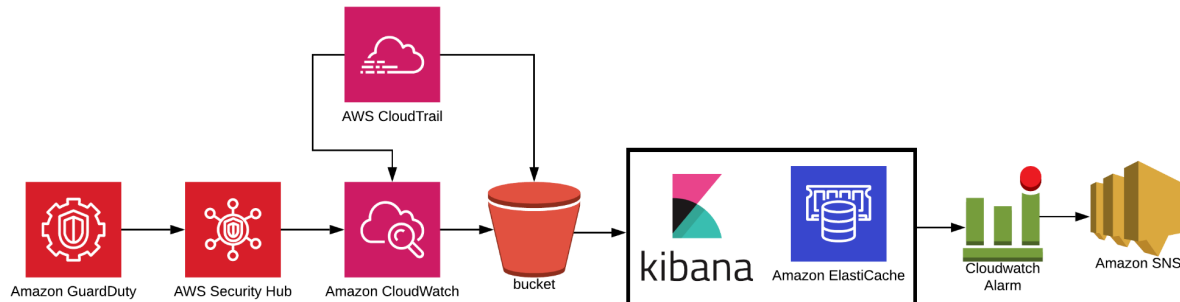 AWS CloudTrail
Amazon GuardDuty
AWS Security Hub
Amazon CloudWatch
bucket
kibana
Amazon ElastiCache
Cloudwatch
Alarm
Amazon SNS